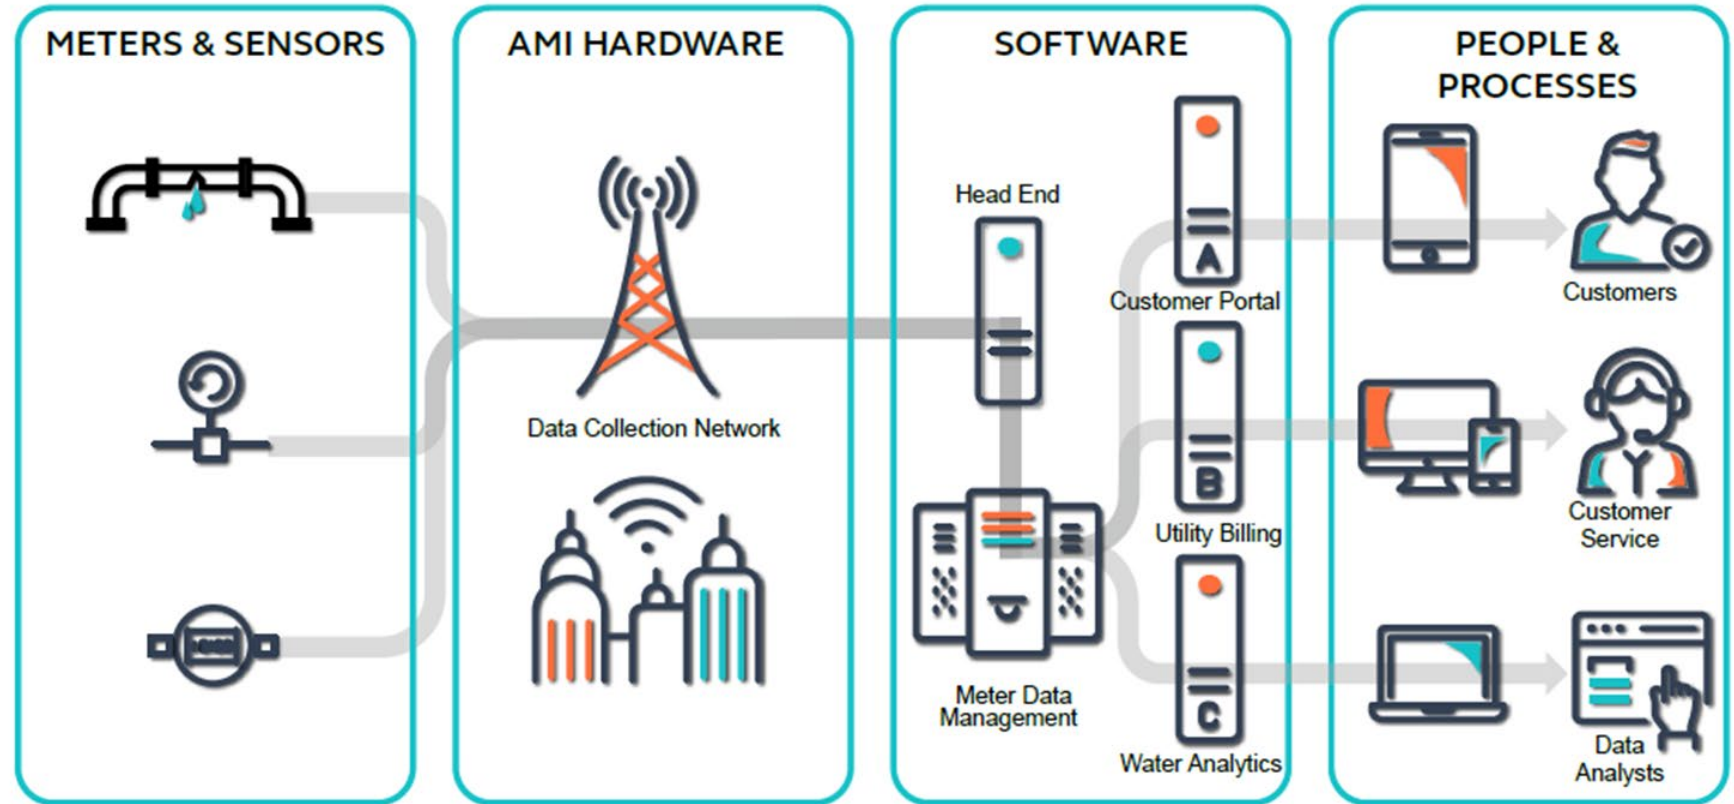 METERS & SENSORS
AMI HARDWARE
Data Collection Network
SOFTWARE
Head End
Meter Data
Management
A
Customer Portal
B
Utility Billing
C
Water Analytics
PEOPLE &
PROCESSES
Customers
Customer
Service
Data
Analysts